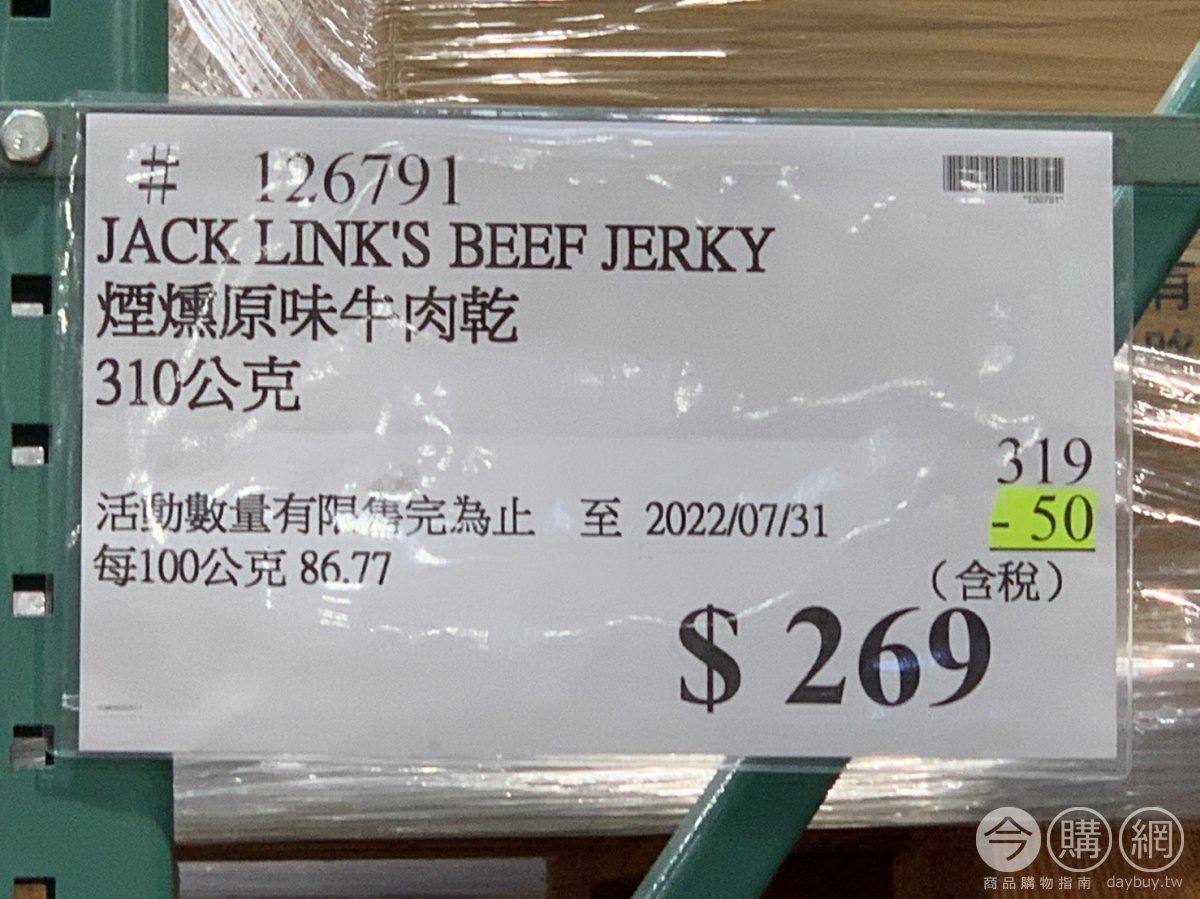 # 126791
"126791"
JACK LINK'S BEEF JERKY
煙燻原味牛肉乾
310公克
319
活動數量有限售完為止 至 2022/07/31
- 50
每100公克 86.77
（含稅）
$ 269
有
今購網
商品購物指南 daybuy.tw